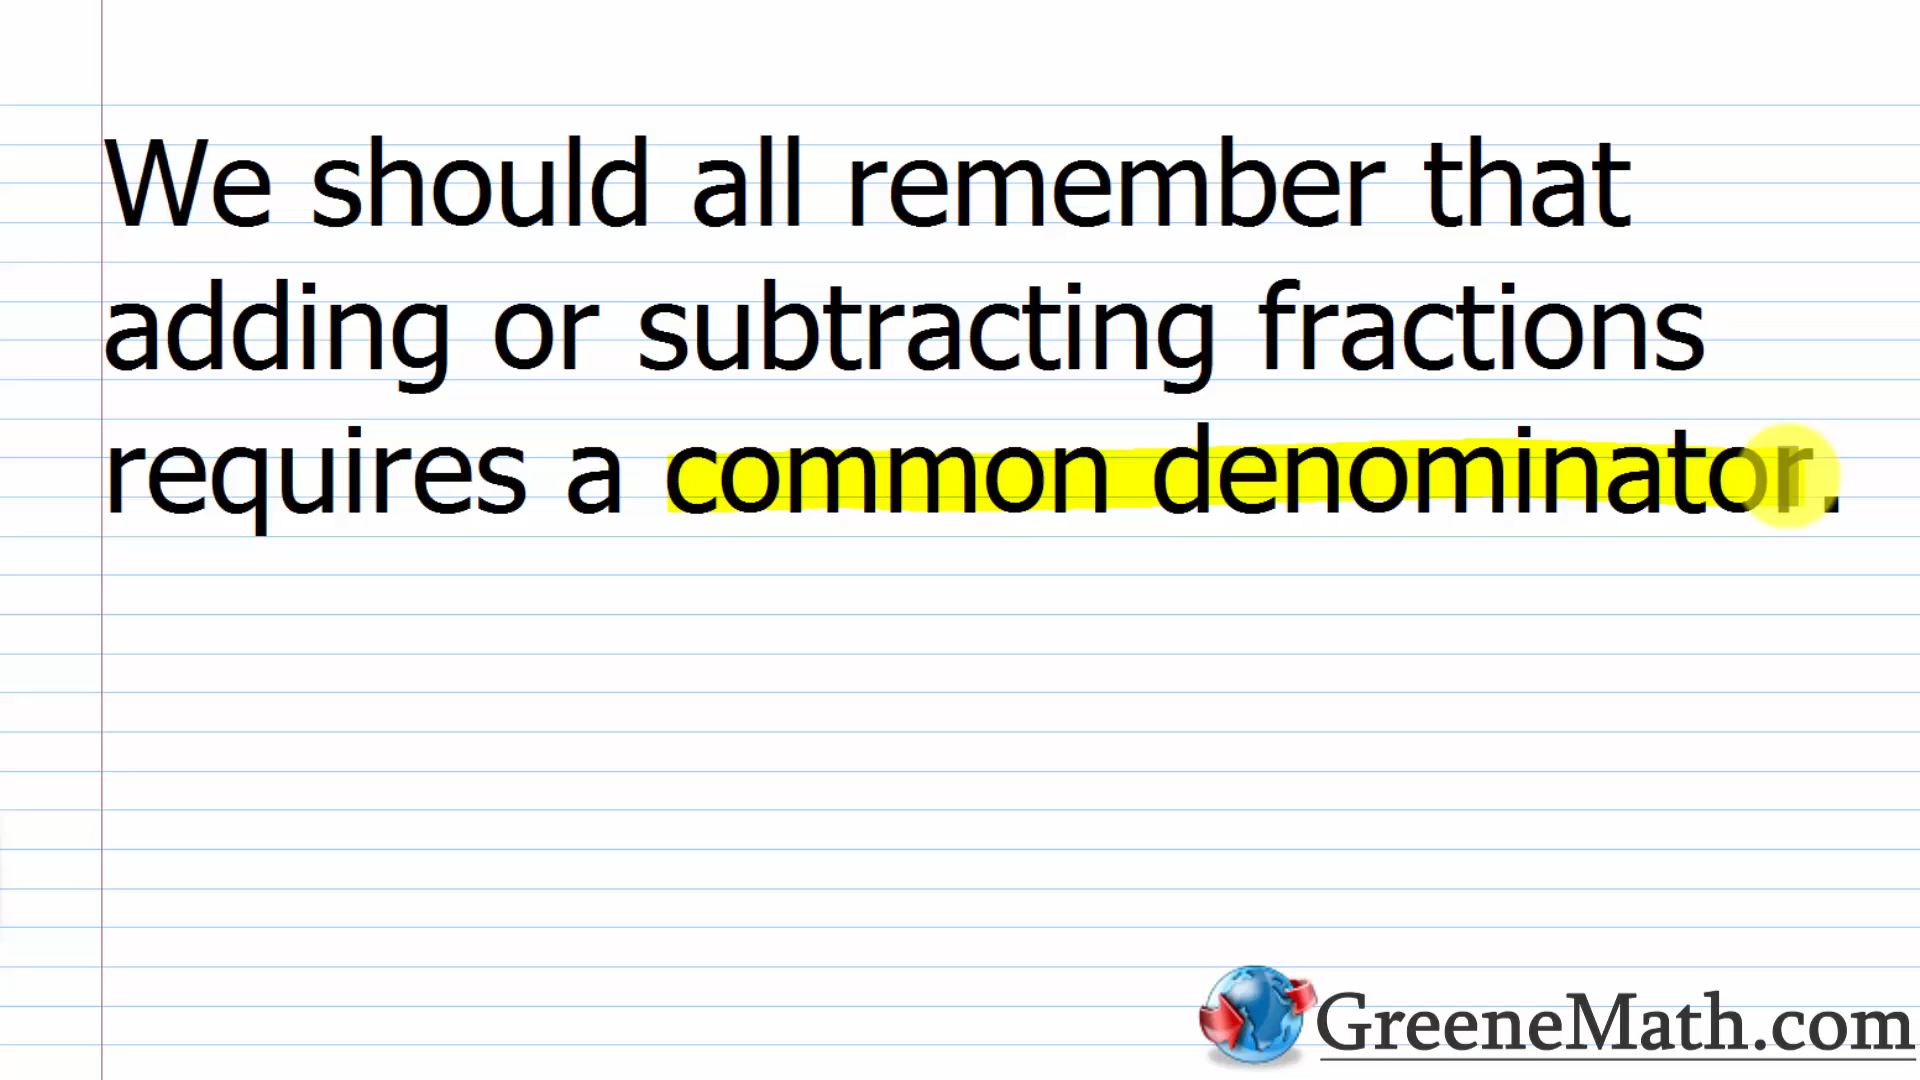 We should all remember that
adding or subtracting fractions
requires a common denominator.
GreeneMath.com